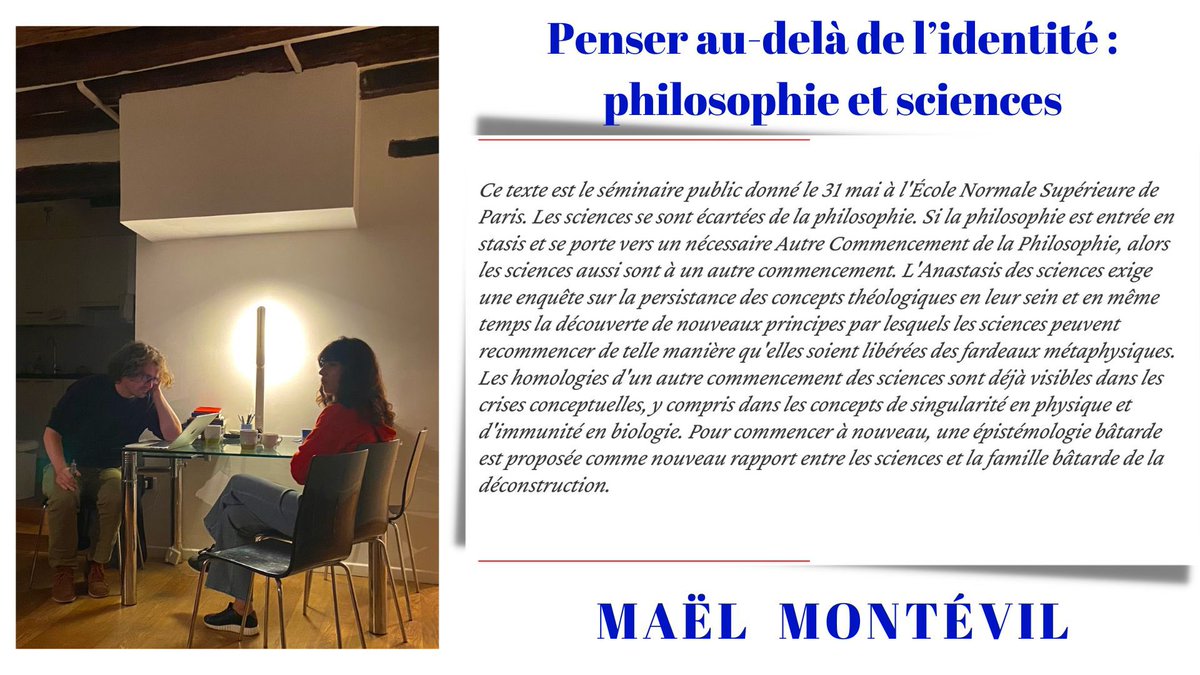 Penser au-delà de l’identité :
philosophie et sciences
Ce texte est le séminaire public donné le 31 mai à l'École Normale Supérieure de
Paris. Les sciences se sont écartées de la philosophie. Si la philosophie est entrée en
stasis et se porte vers un nécessaire Autre Commencement de la Philosophie, alors
les sciences aussi sont à un autre commencement. L'Anastasis des sciences exige
une enquête sur la persistance des concepts théologiques en leur sein et en même
temps la découverte de nouveaux principes par lesquels les sciences peuvent
recommencer de telle manière qu'elles soient libérées des fardeaux métaphysiques.
Les homologies d'un autre commencement des sciences sont déjà visibles dans les
crises conceptuelles, y compris dans les concepts de singularité en physique et
d'immunité en biologie. Pour commencer à nouveau, une épistémologie bâtarde
est proposée comme nouveau rapport entre les sciences et la famille bâtarde de la
déconstruction.
MAËL MONTÉVIL